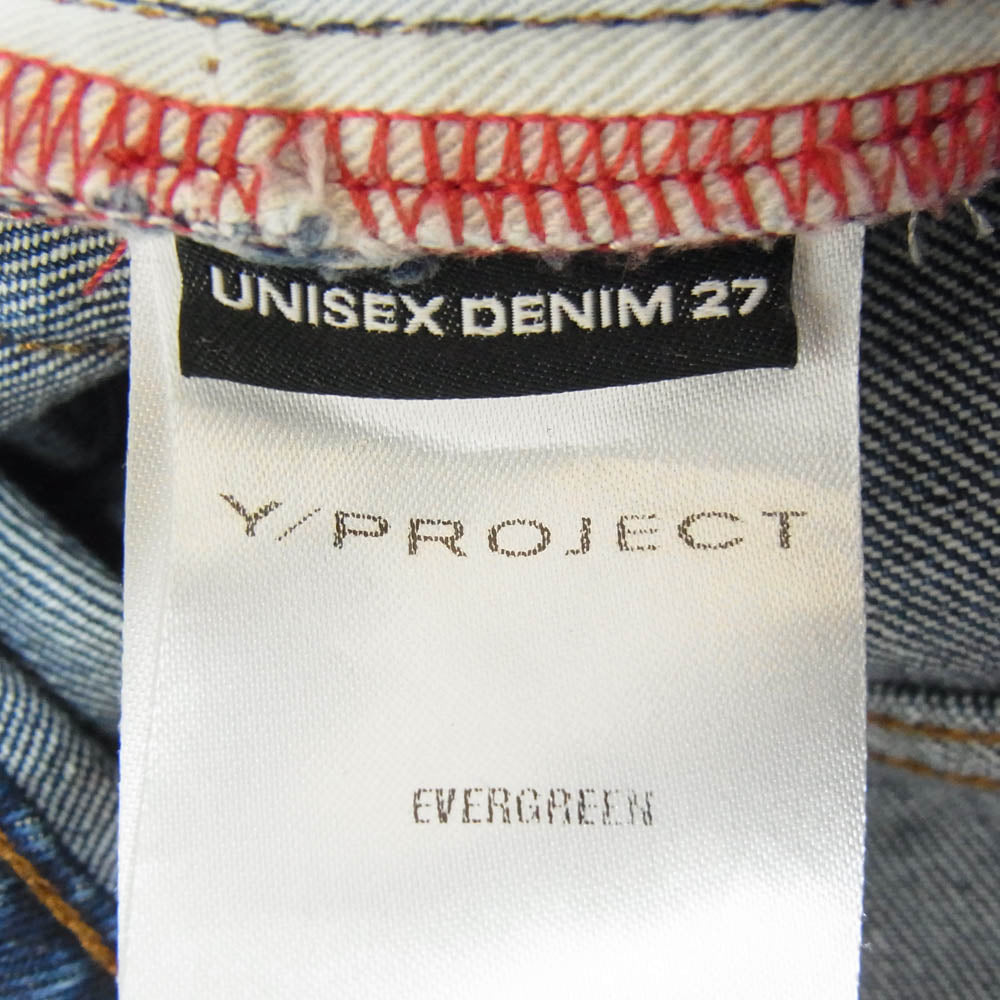 UNISEX DENIM 27
Y/PROJECT
EVERGREEN